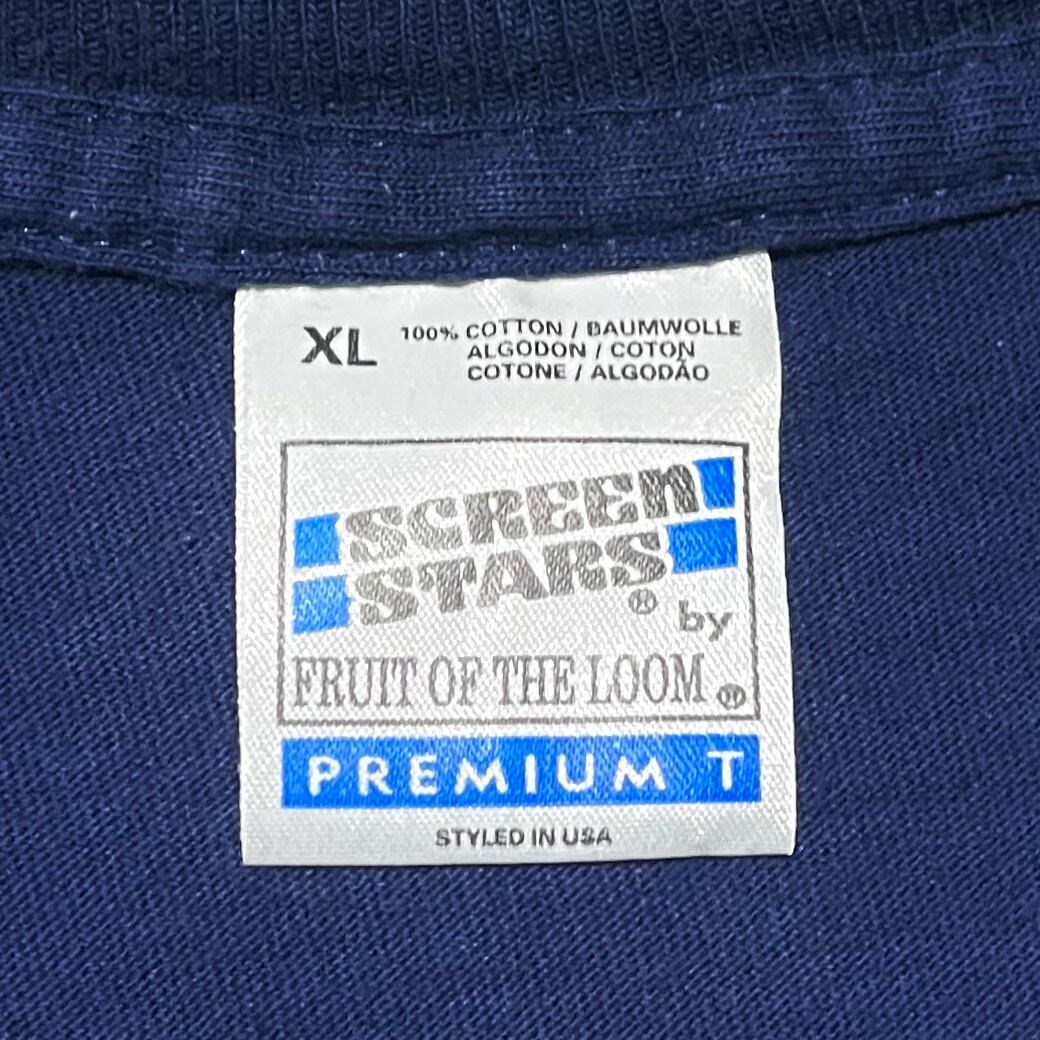 XL 100% COTTON / BAUMWOLLE
ALGODON / COTON
COTONE / ALGODÃO
SCREEN
STARS ®
by
FRUIT OF THE LOOM ®
PREMIUM T
STYLED IN USA